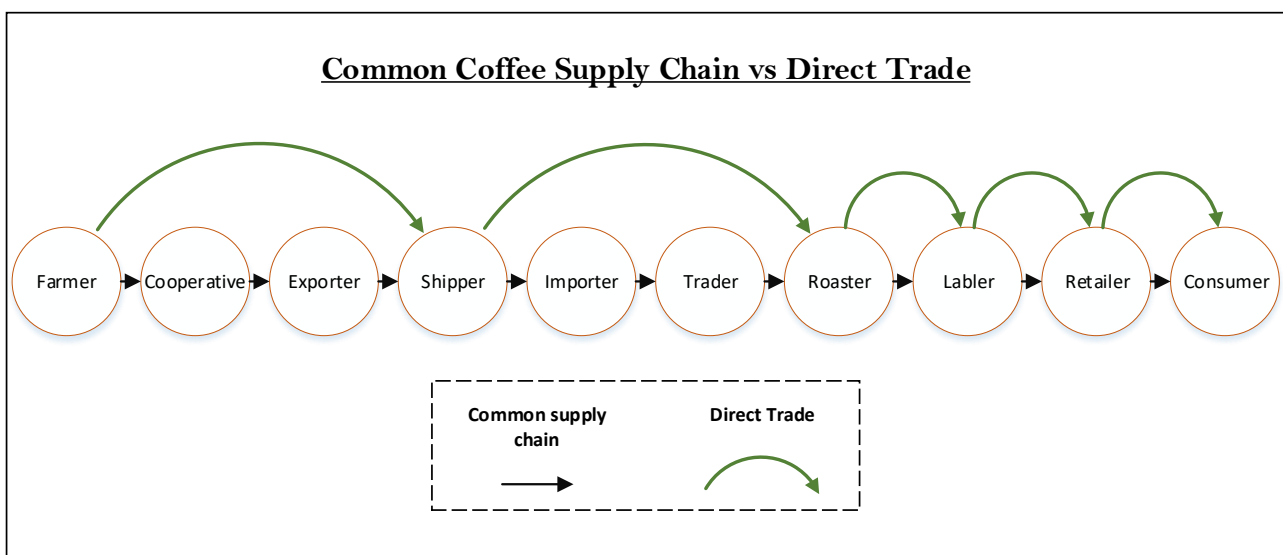 Common Coffee Supply Chain vs Direct Trade
Farmer
Cooperative
Exporter
Shipper
Importer
Trader
Roaster
Labler
Retailer
Consumer
Common supply
chain
Direct Trade